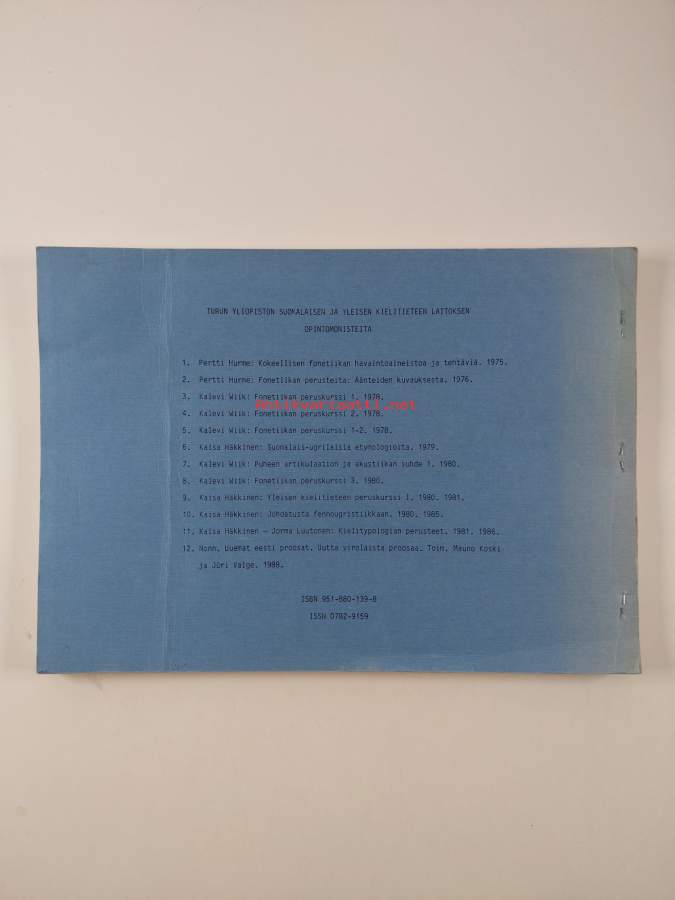 TURUN YLIOPISTON SUOMALAISEN JA YLEISEN KIELITIETEEN LAITOKSEN
OPINTOMONISTEITA
1. Pertti Hurme: Kokeellisen fonetiikan havaintoaineistoa ja tehtäviä. 1975.
2. Pertti Hurme: Fonetiikan perusteita: Äänteiden kuvauksesta. 1976.
3. Kalevi Wiik: Fonetiikan peruskurssi 1. 1978.
Antikvariaatti.net
4. Kalevi Wiik: Fonetiikan peruskurssi 2. 1978.
5. Kalevi Wiik: Fonetiikan peruskurssi 1-2. 1978.
6. Kaisa Häkkinen: Suomalais-ugrilaisia etymologioita. 1979.
7. Kalevi Wiik: Puheen artikulaation ja akustiikan suhde 1. 1980.
8. Kalevi Wiik: Fonetiikan peruskurssi 3. 1980.
9. Kaisa Häkkinen: Yleisen kielitieteen peruskurssi 1. 1980. 1981.
10. Kaisa Häkkinen: Johdatusta fennougristiikkaan. 1980. 1985.
11. Kaisa Häkkinen - Jorma Luutonen: Kielitypologian perusteet. 1981. 1986.
12. Nonn. Uuemat eesti proosat. Uutta virolaista proosaa. Toim. Mauno Koski
ja Jüri Valge. 1988.
ISBN 951-880-139-8
ISSN 0782-9159